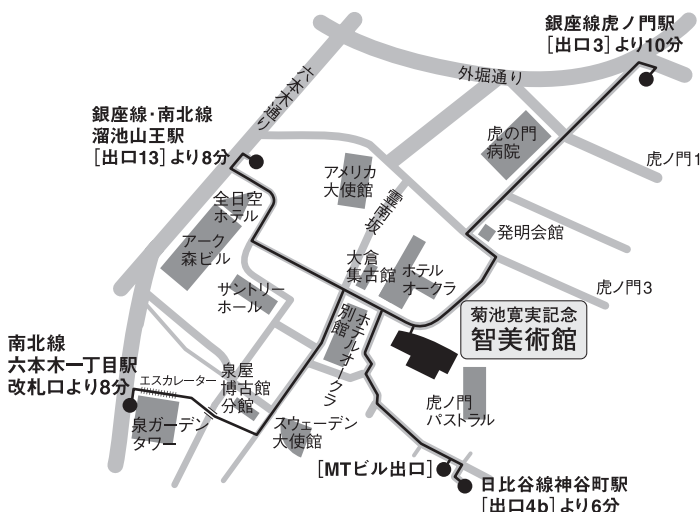 銀座線虎ノ門駅
[出口3]より10分
外堀通り
六本木通り
銀座線・南北線
溜池山王駅
[出口13]より8分
虎の門
病院
虎ノ門1
アメリカ
大使館
霊南坂
全日空
ホテル
発明会館
アーク
森ビル
大倉
集古館
ホテル
オークラ
サントリー
ホール
虎ノ門3
菊池寛実記念
智美術館
ホテルオークラ
別館
南北線
六本木一丁目駅
改札口より8分
エスカレーター
泉屋
博古館
分館
泉ガーデン
タワー
スウェーデン
大使館
虎ノ門
パストラル
[MTビル出口]
日比谷線神谷町駅
[出口4b]より6分